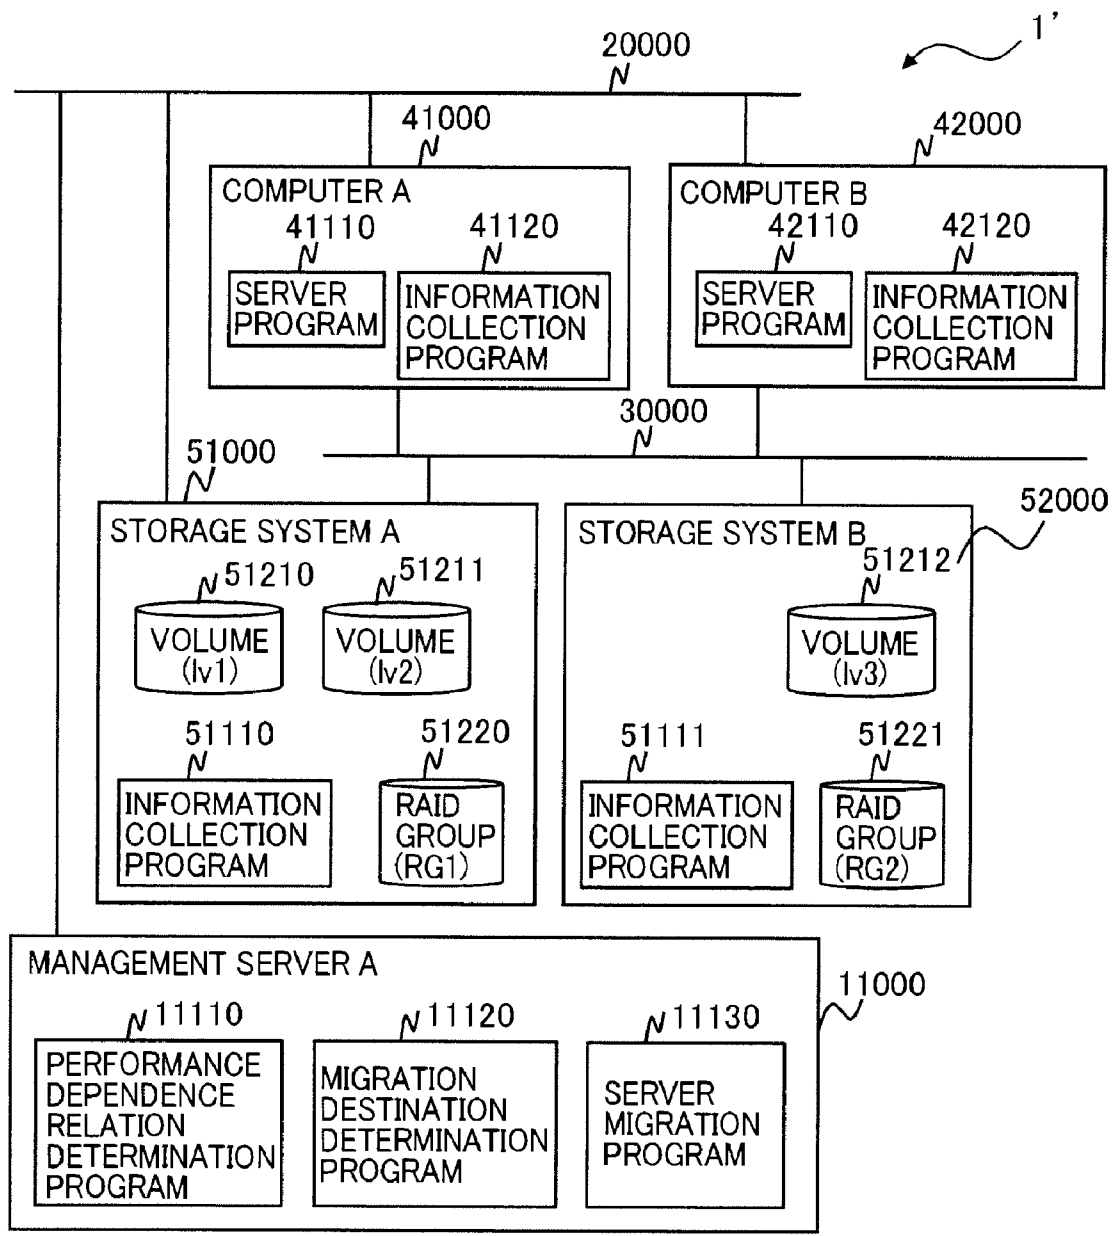 1'
20000
41000
42000
COMPUTER A
COMPUTER B
41110
41120
42110
42120
SERVER
PROGRAM
INFORMATION
COLLECTION
PROGRAM
SERVER
PROGRAM
INFORMATION
COLLECTION
PROGRAM
30000
51000
52000
STORAGE SYSTEM A
STORAGE SYSTEM B
51210
51211
51212
VOLUME
(lv1)
VOLUME
(lv2)
VOLUME
(lv3)
51110
51220
51111
51221
INFORMATION
COLLECTION
PROGRAM
RAID
GROUP
(RG1)
INFORMATION
COLLECTION
PROGRAM
RAID
GROUP
(RG2)
MANAGEMENT SERVER A
11000
11110
11120
11130
PERFORMANCE
DEPENDENCE
RELATION
DETERMINATION
PROGRAM
MIGRATION
DESTINATION
DETERMINATION
PROGRAM
SERVER
MIGRATION
PROGRAM